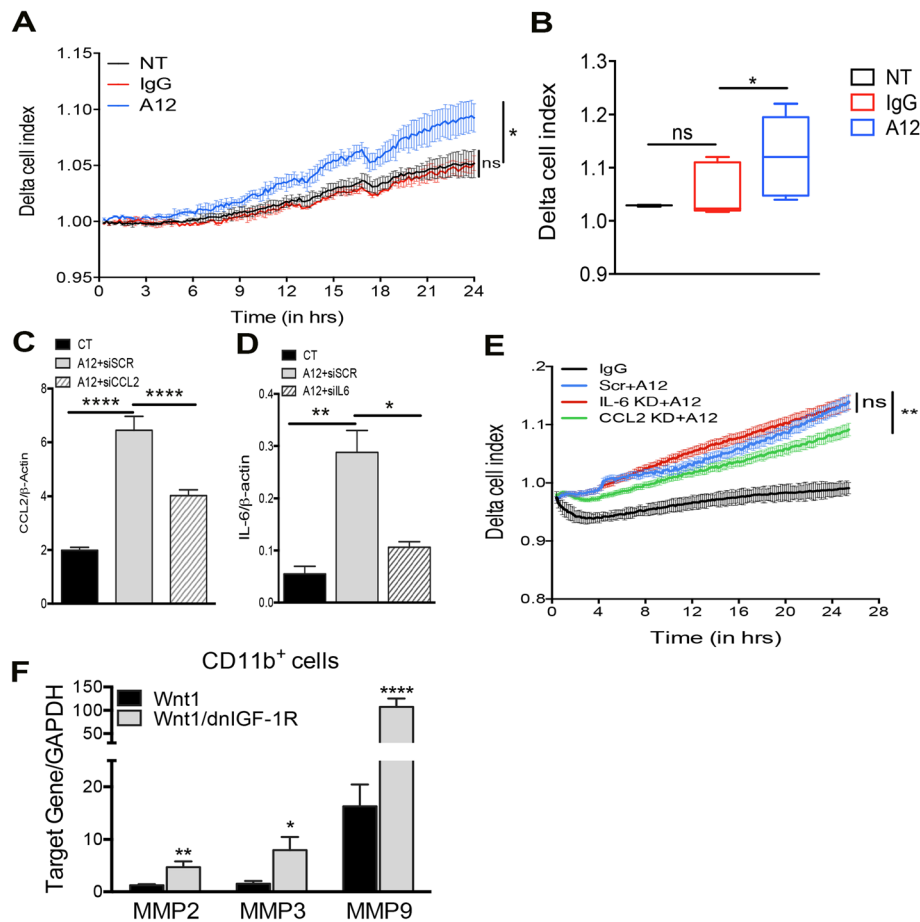 A
NT
IgG
A12
Delta cell index
1.15
1.10
1.05
1.00
0.95
*
ns
0 3 6 9 12 15 18 21 24
Time (in hrs)
B
NT
IgG
A12
Delta cell index
1.3
1.2
1.1
1.0
0.9
ns
*
C
CT
A12+siSCR
A12+siCCL2
CCL2/β-Actin
8
6
4
2
0
**** ****
D
CT
A12+siSCR
A12+siIL6
IL-6/β-actin
0.4
0.3
0.2
0.1
0.0
** *
E
IgG
Scr+A12
IL-6 KD+A12
CCL2 KD+A12
Delta cell index
1.2
1.1
1.0
0.9
0.8
ns
**
0 4 8 12 16 20 24 28
Time (in hrs)
F
CD11b⁺ cells
Wnt1
Wnt1/dnIGF-1R
Target Gene/GAPDH
150
100
50
20
10
0
** * ****
MMP2 MMP3 MMP9